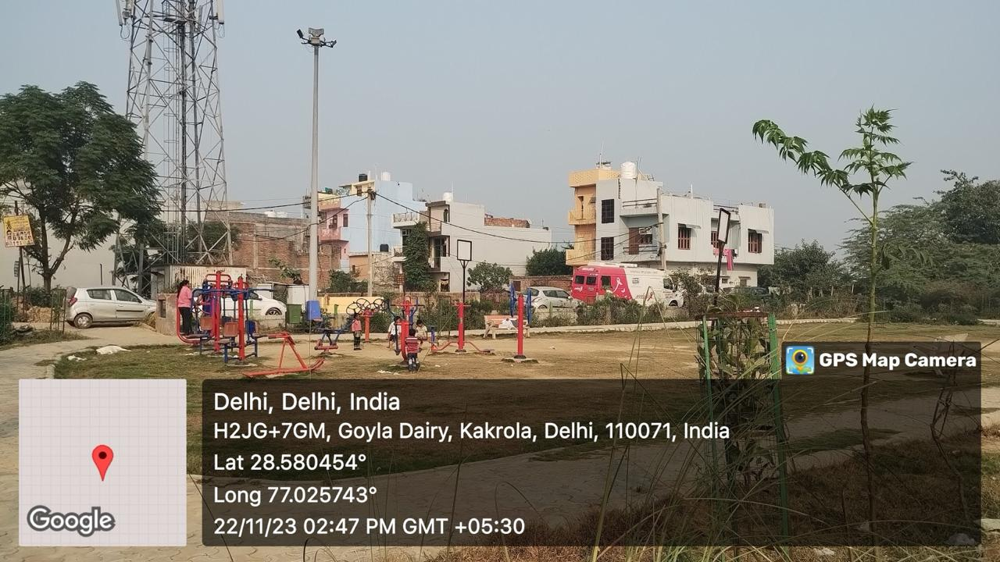 GPS Map Camera
Delhi, Delhi, India
H2JG+7GM, Goyla Dairy, Kakrola, Delhi, 110071, India
Lat 28.580454°
Long 77.025743°
22/11/23 02:47 PM GMT +05:30
Google